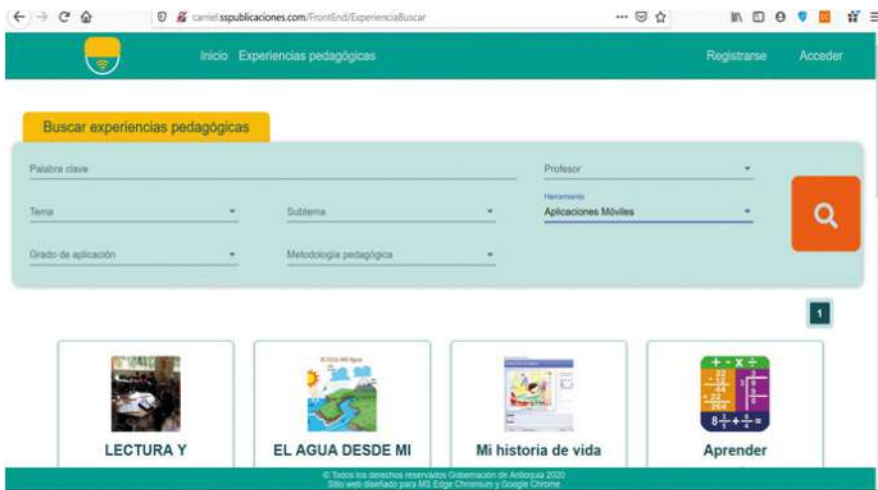 carriel.sspublicaciones.com/FrontEnd/ExperienciaBuscar
Inicio Experiencias pedagógicas Registrarse Acceder
Buscar experiencias pedagógicas
Palabra clave Profesor
Tema Subtema Herramienta
Aplicaciones Móviles
Grado de aplicación Metodología pedagógica
1
LECTURA Y EL AGUA DESDE MI Mi historia de vida Aprender
© Todos los derechos reservados Gobernación de Antioquia 2020
Sitio web diseñado para MS Edge Chromium y Google Chrome